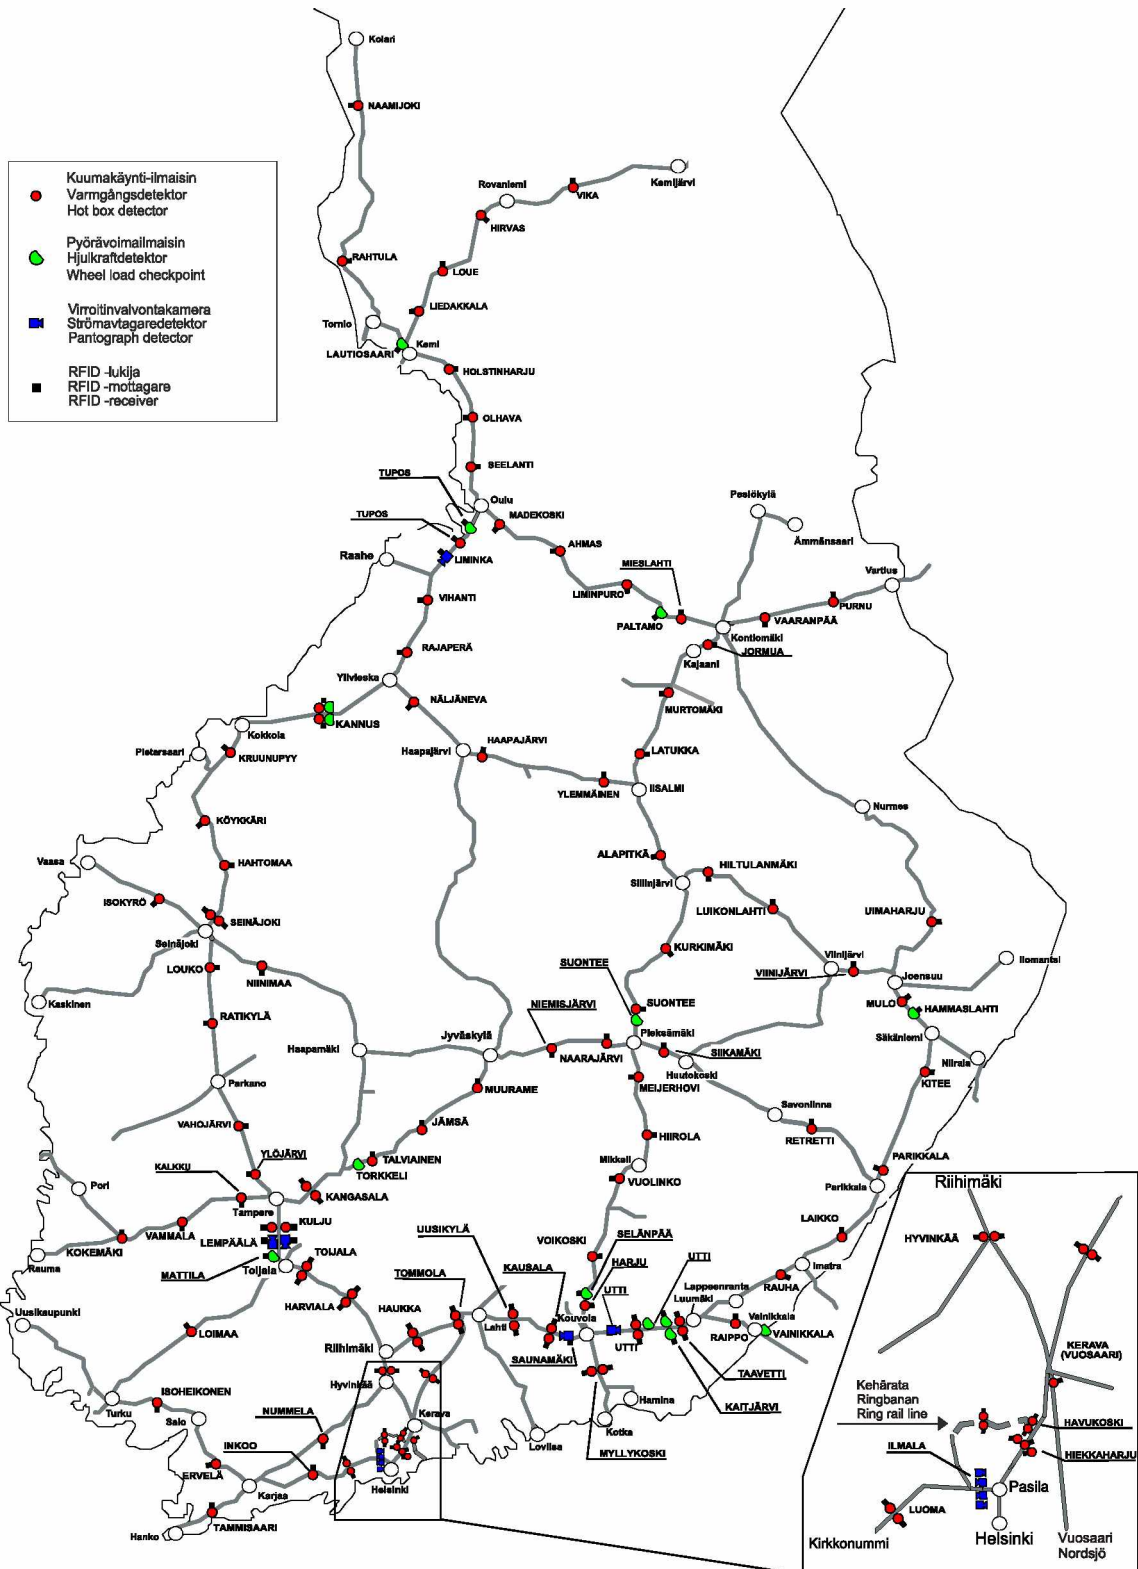 Kolari
NAAMIJOKI
Kuumakäynti-ilmaisin
Varmgångsdetektor
Hot box detector
Pyörävoimailmaisin
Hjulkraftdetektor
Wheel load checkpoint
Virroitinvalvontakamera
Strömavtagaredetektor
Pantograph detector
RFID -lukija
RFID -mottagare
RFID -receiver
Rovaniemi
Kemijärvi
VIKA
HIRVAS
RAHTULA
LOUE
LIEDAKKALA
Tornio
Kemi
LAUTIOSAARI
HOLSTINHARJU
OLHAVA
SEELANTI
TUPOS
Oulu
TUPOS
MADEKOSKI
Pesiökylä
Ämmänsaari
Raahe
LIMINKA
AHMAS
MIESLAHTI
Vartius
VIHANTI
LIMINPURO
PURNU
PALTAMO
VAARANPÄÄ
Kontiomäki
RAJAPERÄ
Kajaani
JORMUA
Ylivieska
NÄLJÄNEVA
MURTOMÄKI
KANNUS
Kokkola
HAAPAJÄRVI
Pietarsaari
KRUUNUPYY
Haapajärvi
LATUKKA
YLEMMÄINEN
IISALMI
Nurmes
KÖYKKÄRI
ALAPITKÄ
Vaasa
HAHTOMAA
HILTULANMÄKI
Siilinjärvi
ISOKYRÖ
LUIKONLAHTI
UIMAHARJU
SEINÄJOKI
Seinäjoki
KURKIMÄKI
Viinijärvi
Ilomantsi
LOUKO
SUONTEE
VIINIJÄRVI
Joensuu
NIINIMAA
Kaskinen
NIEMISJÄRVI
SUONTEE
MULO
HAMMASLAHTI
RATIKYLÄ
Jyväskylä
Pieksämäki
Säkäniemi
Haapamäki
NAARAJÄRVI
SIIKAMÄKI
Huutokoski
Niirala
Parkano
MUURAME
MEIJERHOVI
KITEE
Savonlinna
VAHOJÄRVI
JÄMSÄ
HIIROLA
RETRETTI
YLÖJÄRVI
TALVIAINEN
Mikkeli
PARIKKALA
KALKKU
TORKKELI
VUOLINKO
Parikkala
Pori
KANGASALA
Tampere
KULJU
UUSIKYLÄ
SELÄNPÄÄ
LAIKKO
KOKEMÄKI
VAMMALA
LEMPÄÄLÄ
VOIKOSKI
Rauma
TOIJALA
KAUSALA
HARJU
UTTI
Imatra
MATTILA
Toijala
TOMMOLA
UTTI
Lappeenranta
RAUHA
HARVIALA
Luumäki
Uusikaupunki
HAUKKA
Kouvola
Vainikkala
LOIMAA
Lahti
UTTI
RAIPPO
VAINIKKALA
Riihimäki
SAUNAMÄKI
TAAVETTI
Hyvinkää
KAITJÄRVI
ISOHEIKONEN
Hamina
Turku
Salo
NUMMELA
Kerava
Kotka
Loviisa
MYLLYKOSKI
INKOO
ERVELÄ
Karjaa
Helsinki
TAMMISAARI
Hanko
Riihimäki
HYVINKÄÄ
KERAVA
(VUOSAARI)
Kehärata
Ringbanan
Ring rail line
HAVUKOSKI
ILMALA
HIEKKAHARJU
Pasila
LUOMA
Kirkkonummi
Helsinki
Vuosaari
Nordsjö